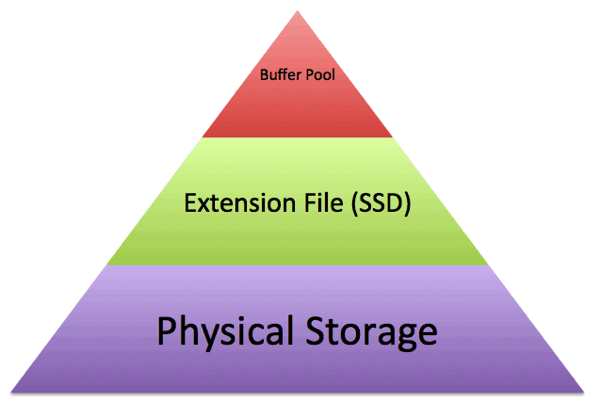 Buffer Pool
Extension File (SSD)
Physical Storage